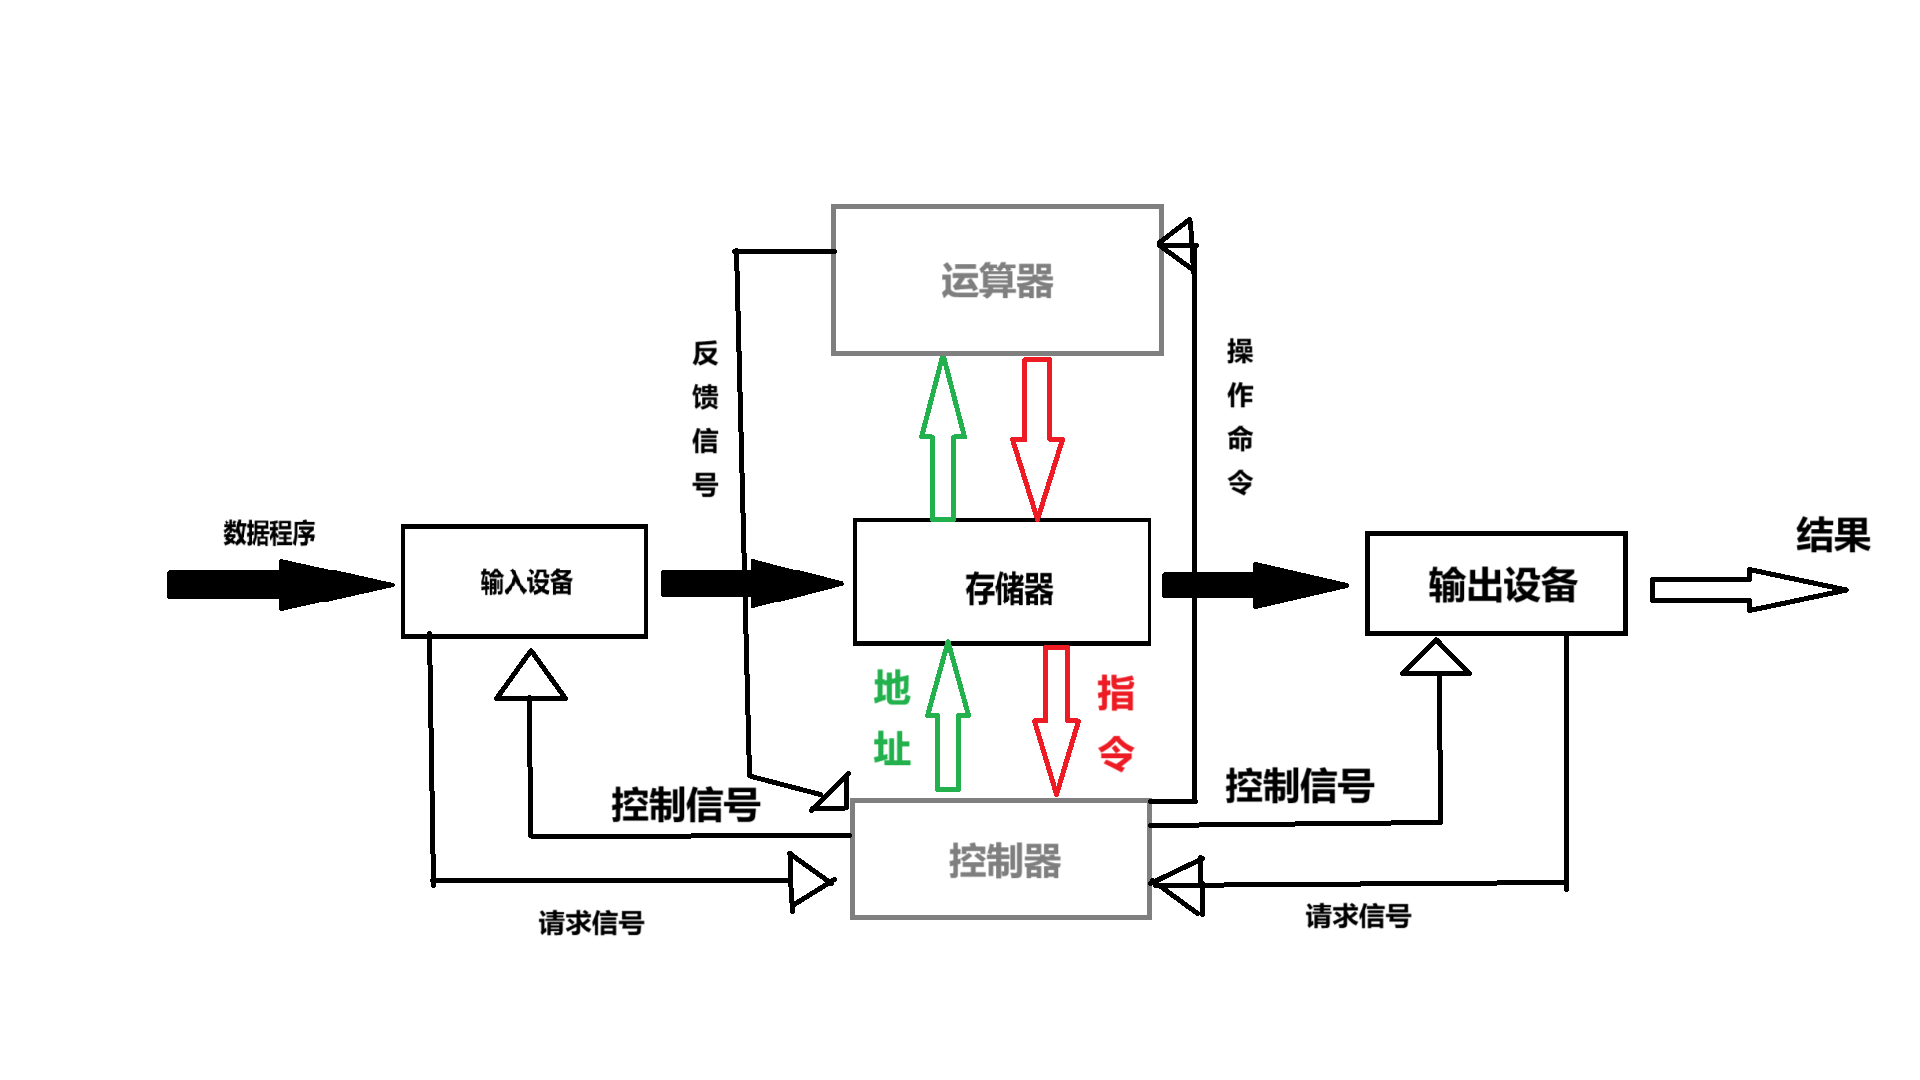 运算器
反馈信号
操作命令
数据程序
输入设备
存储器
输出设备
结果
地址
指令
控制信号
控制信号
控制器
请求信号
请求信号